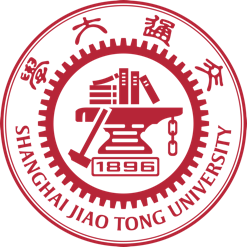 交通大學
1896
SHANGHAI JIAO TONG UNIVERSITY